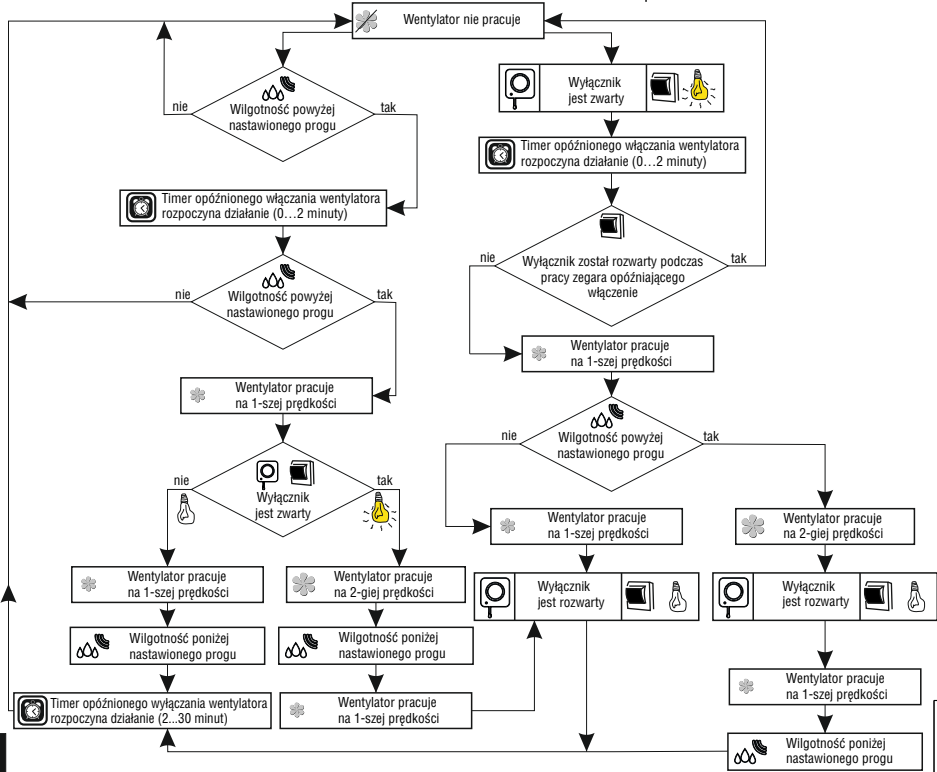 Wentylator nie pracuje
Wilgotność powyżej
nastawionego progu
nie
tak
Timer opóźnionego włączania wentylatora
rozpoczyna działanie (0...2 minuty)
Wilgotność powyżej
nastawionego progu
nie
tak
Wentylator pracuje
na 1-szej prędkości
nie
tak
Wyłącznik
jest zwarty
Wentylator pracuje
na 1-szej prędkości
Wilgotność poniżej
nastawionego progu
Timer opóźnionego wyłączania wentylatora
rozpoczyna działanie (2...30 minut)
Wentylator pracuje
na 2-giej prędkości
Wilgotność poniżej
nastawionego progu
Wentylator pracuje
na 1-szej prędkości
Wyłącznik
jest zwarty
Timer opóźnionego włączania wentylatora
rozpoczyna działanie (0...2 minuty)
nie
tak
Wyłącznik został rozwarty podczas
pracy zegara opóźniającego
włączenie
Wentylator pracuje
na 1-szej prędkości
nie
tak
Wilgotność powyżej
nastawionego progu
Wentylator pracuje
na 1-szej prędkości
Wyłącznik
jest rozwarty
Wentylator pracuje
na 2-giej prędkości
Wyłącznik
jest rozwarty
Wentylator pracuje
na 1-szej prędkości
Wilgotność poniżej
nastawionego progu